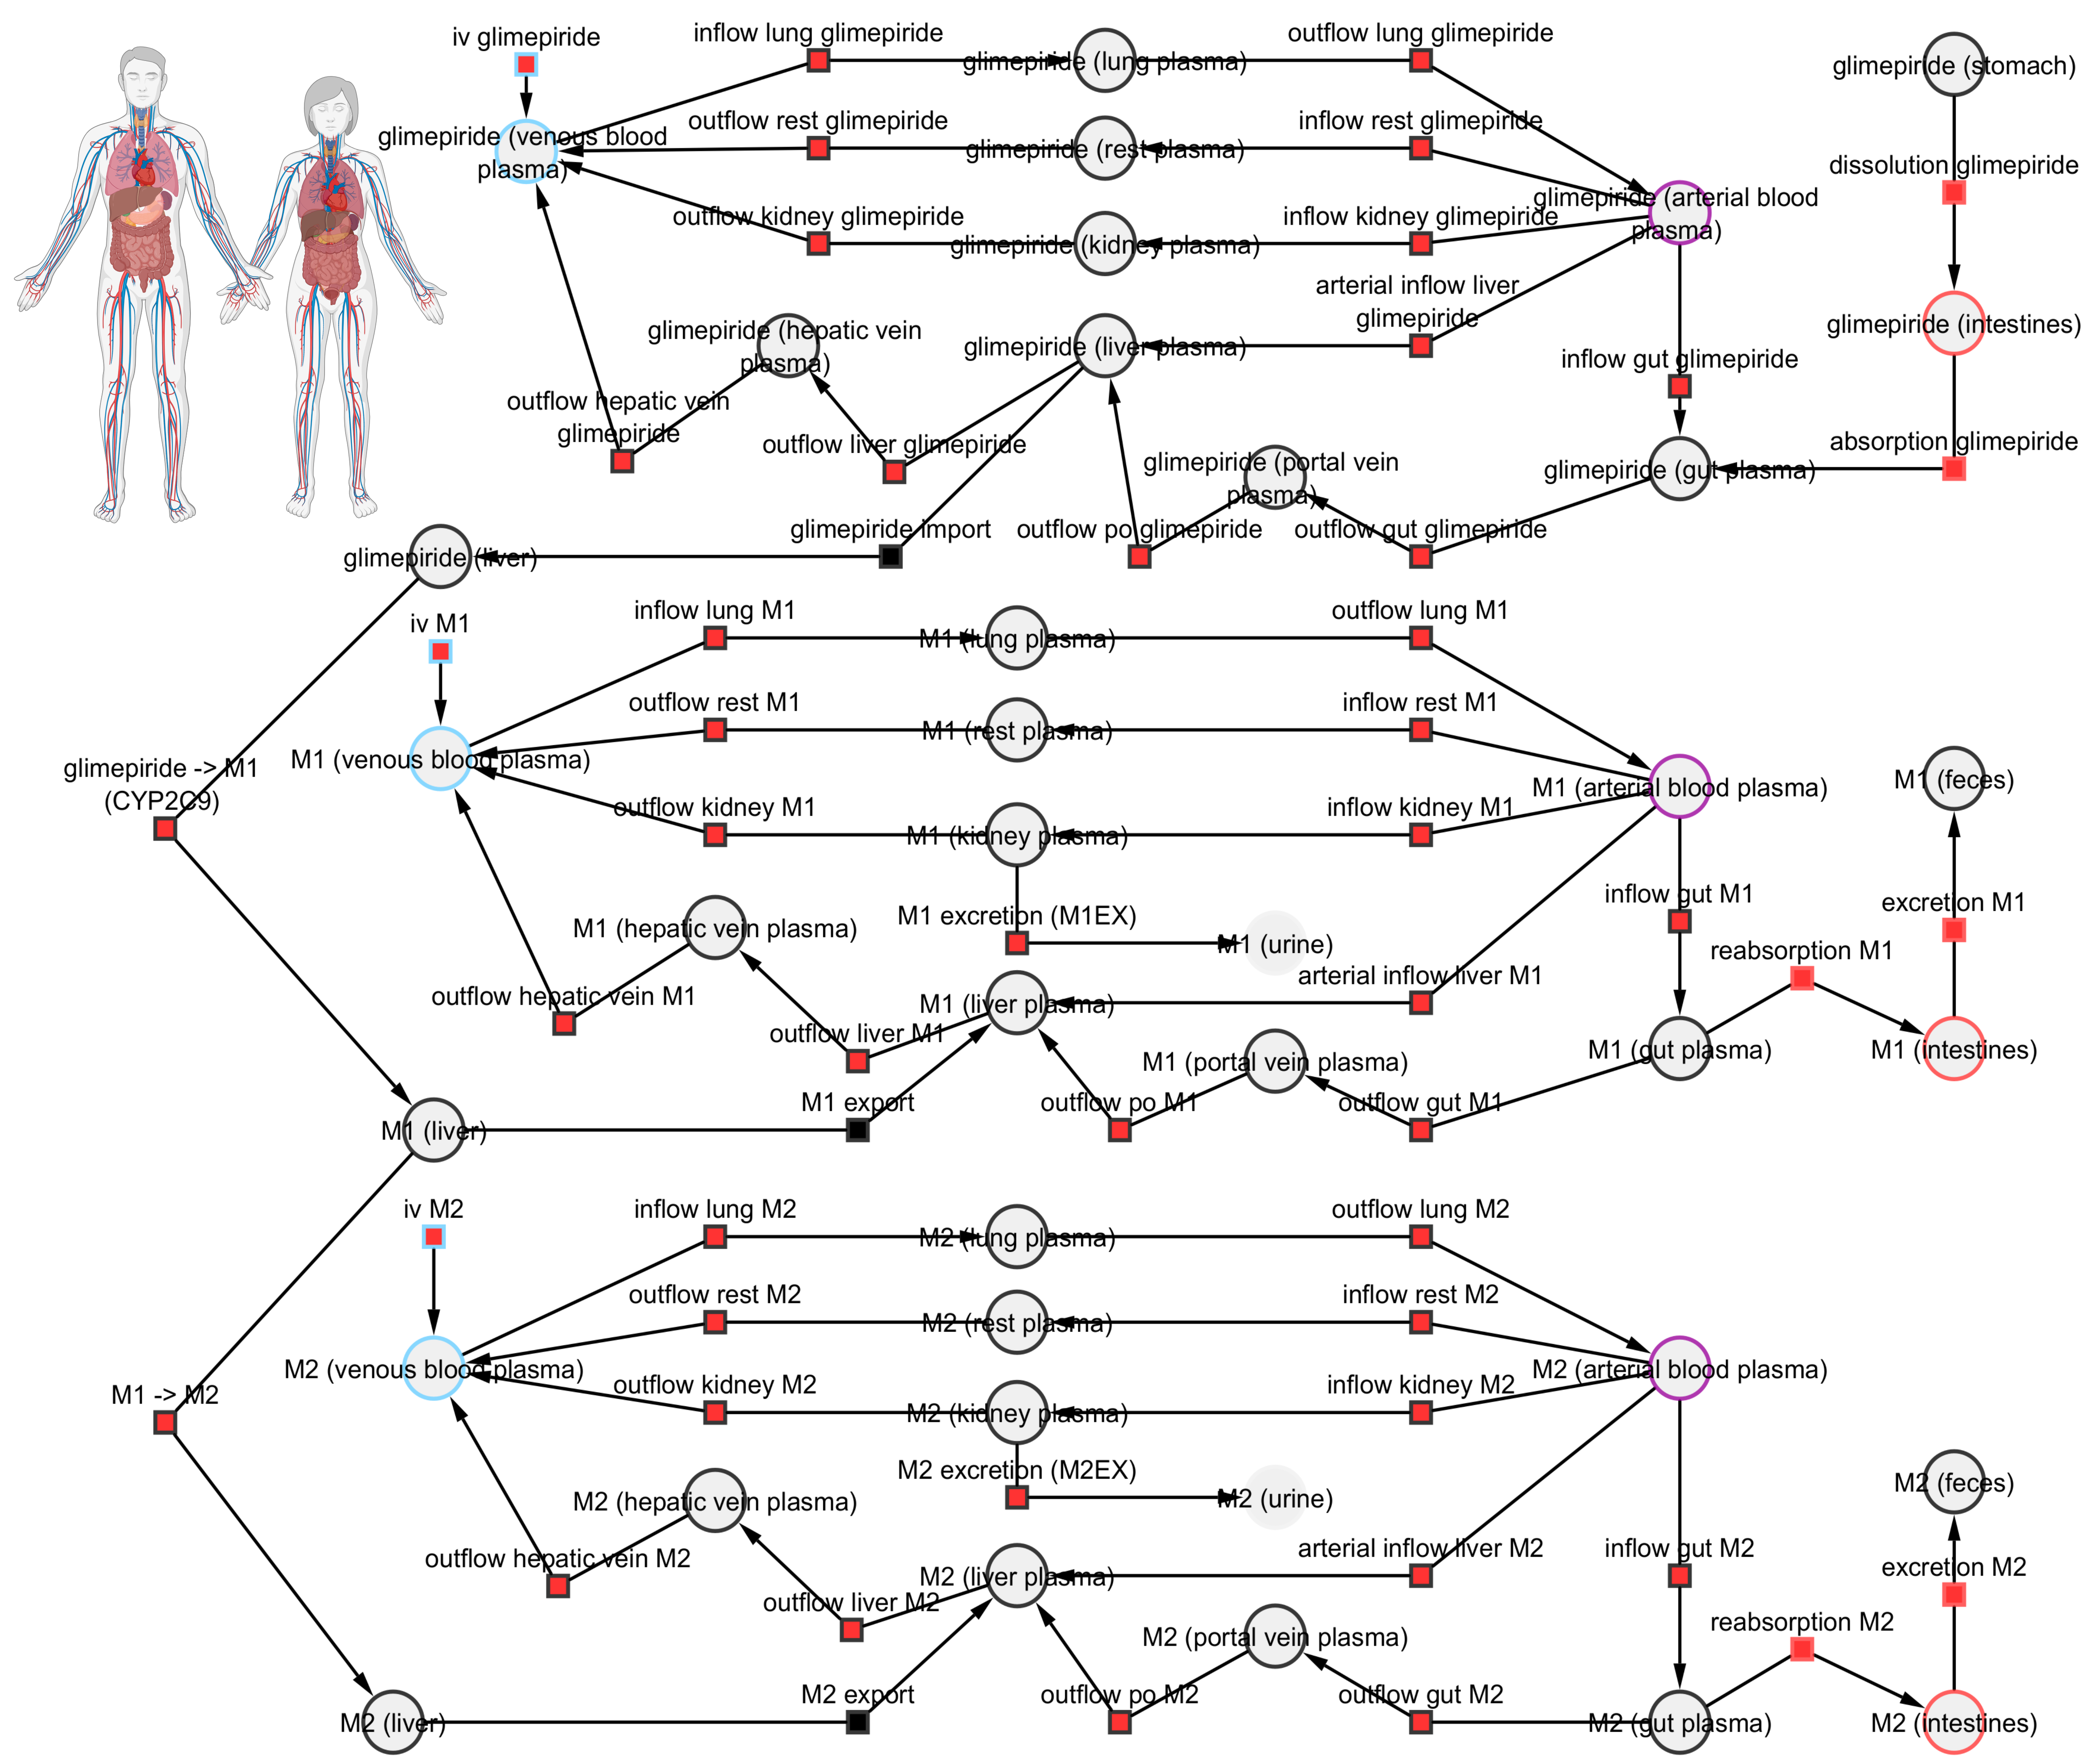 iv glimepiride
inflow lung glimepiride
outflow lung glimepiride
glimepiride (lung plasma)
glimepiride (stomach)
glimepiride (venous blood
plasma)
outflow rest glimepiride
glimepiride (rest plasma)
inflow rest glimepiride
dissolution glimepiride
outflow kidney glimepiride
glimepiride (kidney plasma)
inflow kidney glimepiride
glimepiride (arterial blood
plasma)
arterial inflow liver
glimepiride
glimepiride (hepatic vein
plasma)
glimepiride (liver plasma)
glimepiride (intestines)
inflow gut glimepiride
outflow hepatic vein
glimepiride
outflow liver glimepiride
glimepiride (portal vein
plasma)
glimepiride (gut plasma)
absorption glimepiride
glimepiride import
outflow po glimepiride
outflow gut glimepiride
glimepiride (liver)
iv M1
inflow lung M1
M1 (lung plasma)
outflow lung M1
outflow rest M1
M1 (rest plasma)
inflow rest M1
glimepiride -> M1
(CYP2C9)
M1 (venous blood plasma)
M1 (arterial blood plasma)
M1 (feces)
outflow kidney M1
M1 (kidney plasma)
inflow kidney M1
M1 (hepatic vein plasma)
M1 excretion (M1EX)
M1 (urine)
inflow gut M1
excretion M1
reabsorption M1
outflow hepatic vein M1
M1 (liver plasma)
arterial inflow liver M1
outflow liver M1
M1 (portal vein plasma)
M1 (gut plasma)
M1 (intestines)
M1 export
outflow po M1
outflow gut M1
M1 (liver)
iv M2
inflow lung M2
M2 (lung plasma)
outflow lung M2
outflow rest M2
M2 (rest plasma)
inflow rest M2
M1 -> M2
M2 (venous blood plasma)
M2 (arterial blood plasma)
outflow kidney M2
M2 (kidney plasma)
inflow kidney M2
M2 excretion (M2EX)
M2 (feces)
M2 (hepatic vein plasma)
M2 (urine)
outflow hepatic vein M2
M2 (liver plasma)
arterial inflow liver M2
inflow gut M2
excretion M2
outflow liver M2
M2 (portal vein plasma)
reabsorption M2
M2 export
outflow po M2
outflow gut M2
M2 (liver)
M2 (gut plasma)
M2 (intestines)